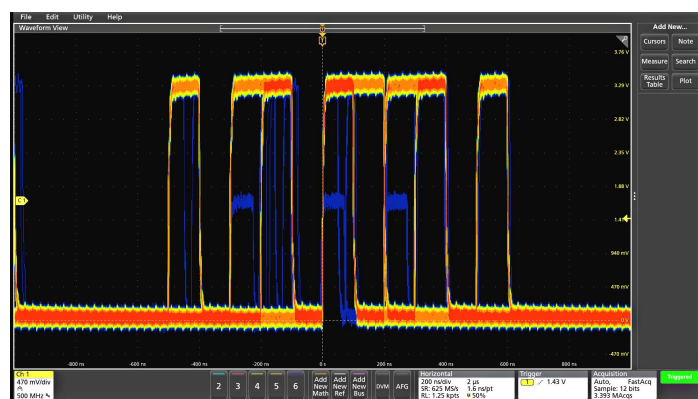 File Edit Utility Help
Waveform View
Add New...
Cursors Note
Measure Search
Results Table Plot
3.76 V
3.29 V
2.82 V
2.35 V
1.88 V
1.41
940 mV
470 mV
0 V
-470 mV
C1
-800 ns -600 ns -400 ns -200 ns 0 s 200 ns 400 ns 600 ns 800 ns
Ch 1
470 mV/div
500 MHz
2 3 4 5 6
Add New Math
Add New Ref
Add New Bus
DVM AFG
Horizontal
200 ns/div 2 µs
SR: 625 MS/s 1.6 ns/pt
RL: 1.25 kpts 50%
Trigger
1 1.43 V
Acquisition
Auto, FastAcq
Sample: 12 bits
3.393 MAcqs
Triggered